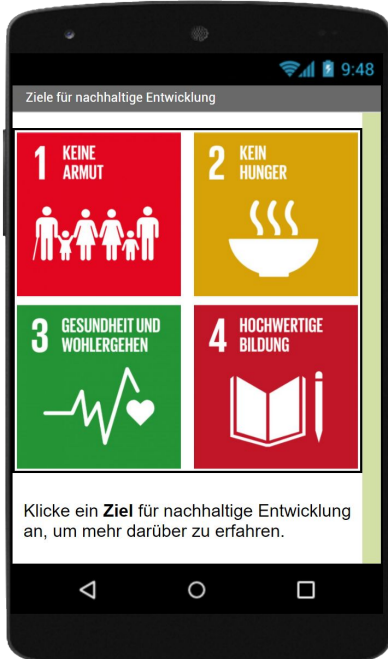 9:48
Ziele für nachhaltige Entwicklung
1 KEINE
ARMUT
2 KEIN
HUNGER
3 GESUNDHEIT UND
WOHLERGEHEN
4 HOCHWERTIGE
BILDUNG
Klicke ein Ziel für nachhaltige Entwicklung
an, um mehr darüber zu erfahren.